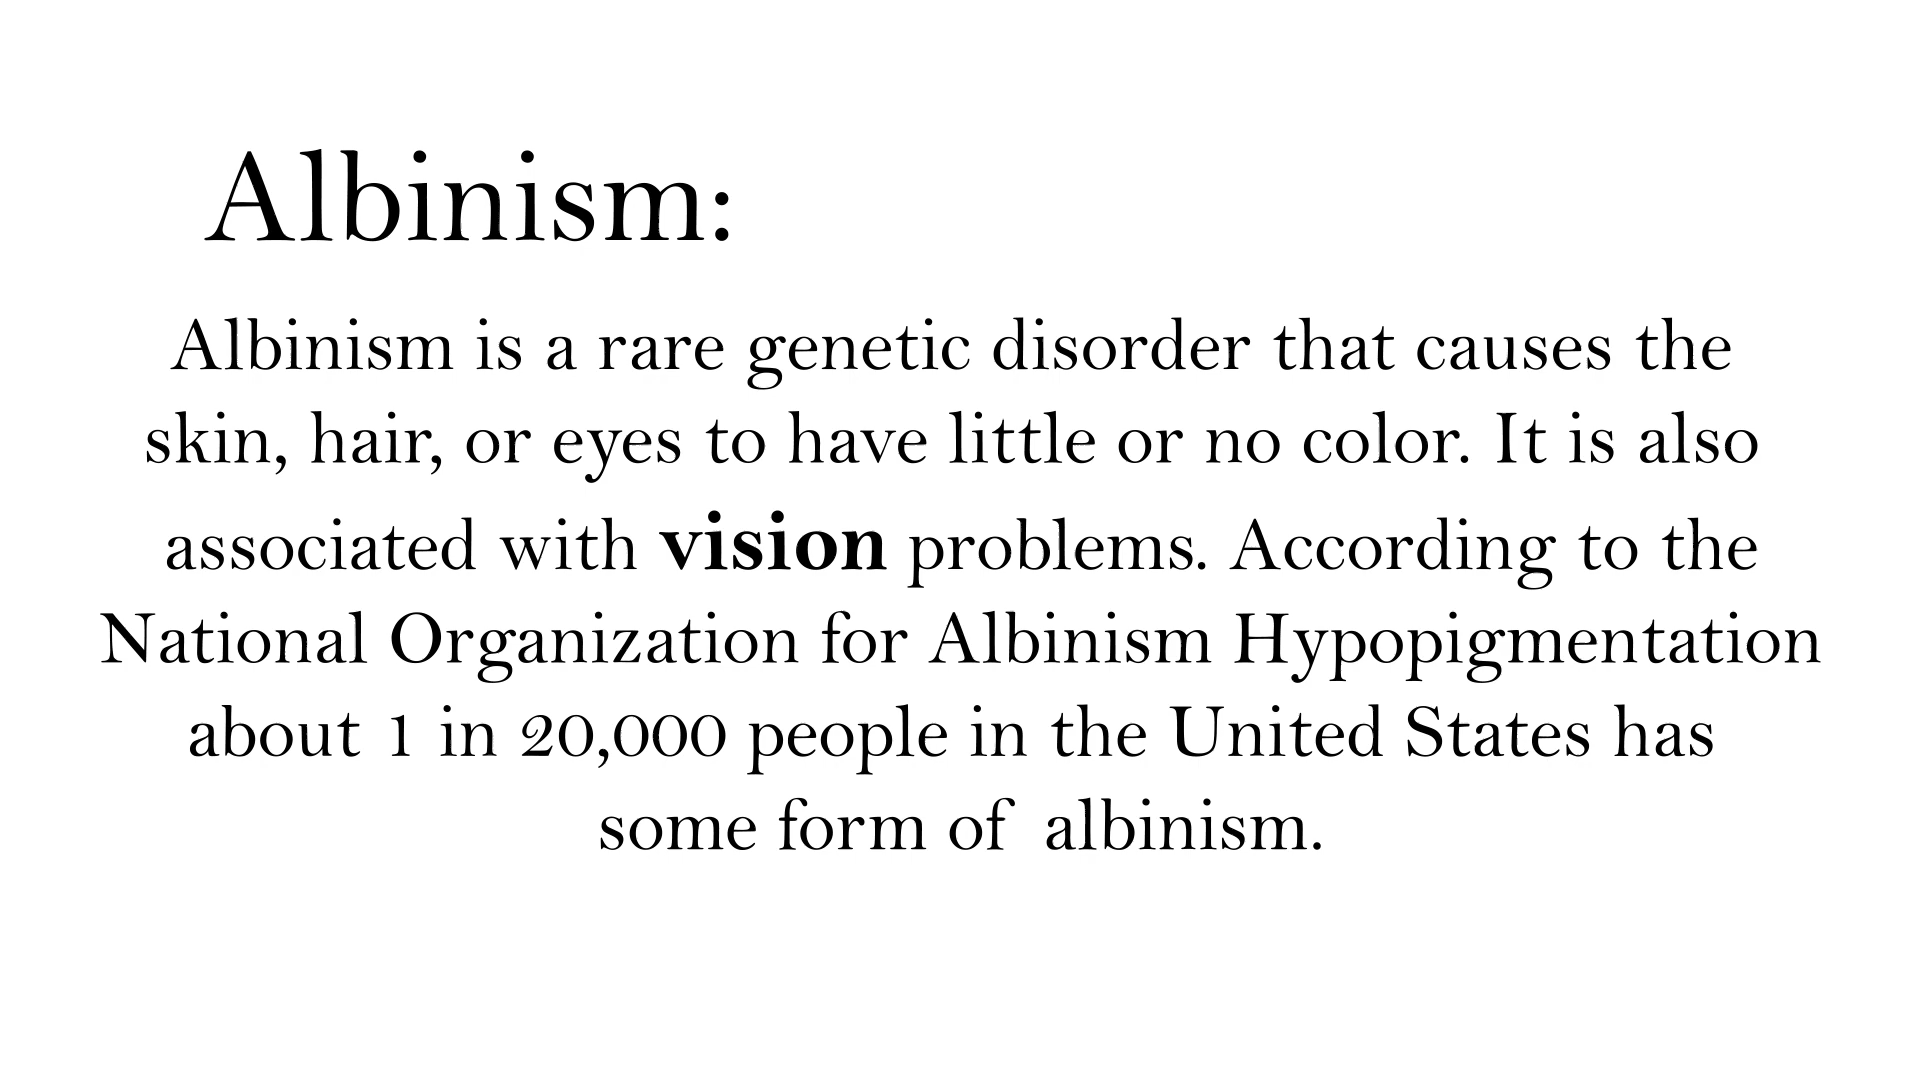 Albinism:
Albinism is a rare genetic disorder that causes the
skin, hair, or eyes to have little or no color. It is also
associated with vision problems. According to the
National Organization for Albinism Hypopigmentation
about 1 in 20,000 people in the United States has
some form of  albinism.